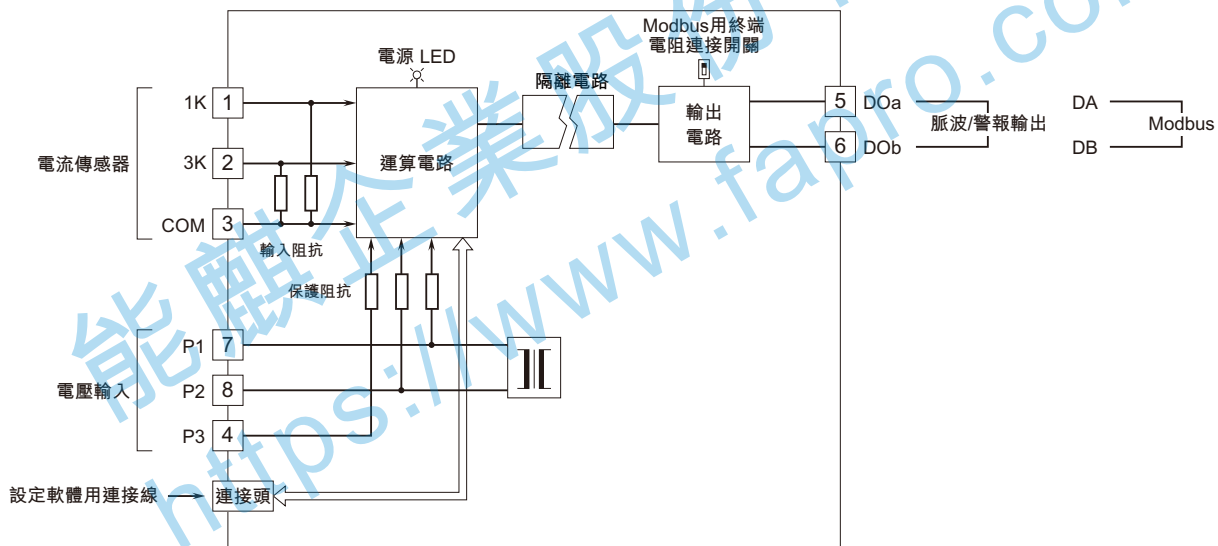 Modbus用終端
電阻連接開關
電源 LED
隔離電路
電流傳感器
1K 1
3K 2
COM 3
運算電路
輸出
電路
5 DOa
6 DOb
脈波/警報輸出
DA
DB
Modbus
輸入阻抗
保護阻抗
電壓輸入
P1 7
P2 8
P3 4
設定軟體用連接線
連接頭
能麒企業股份
https://www.fapro.com